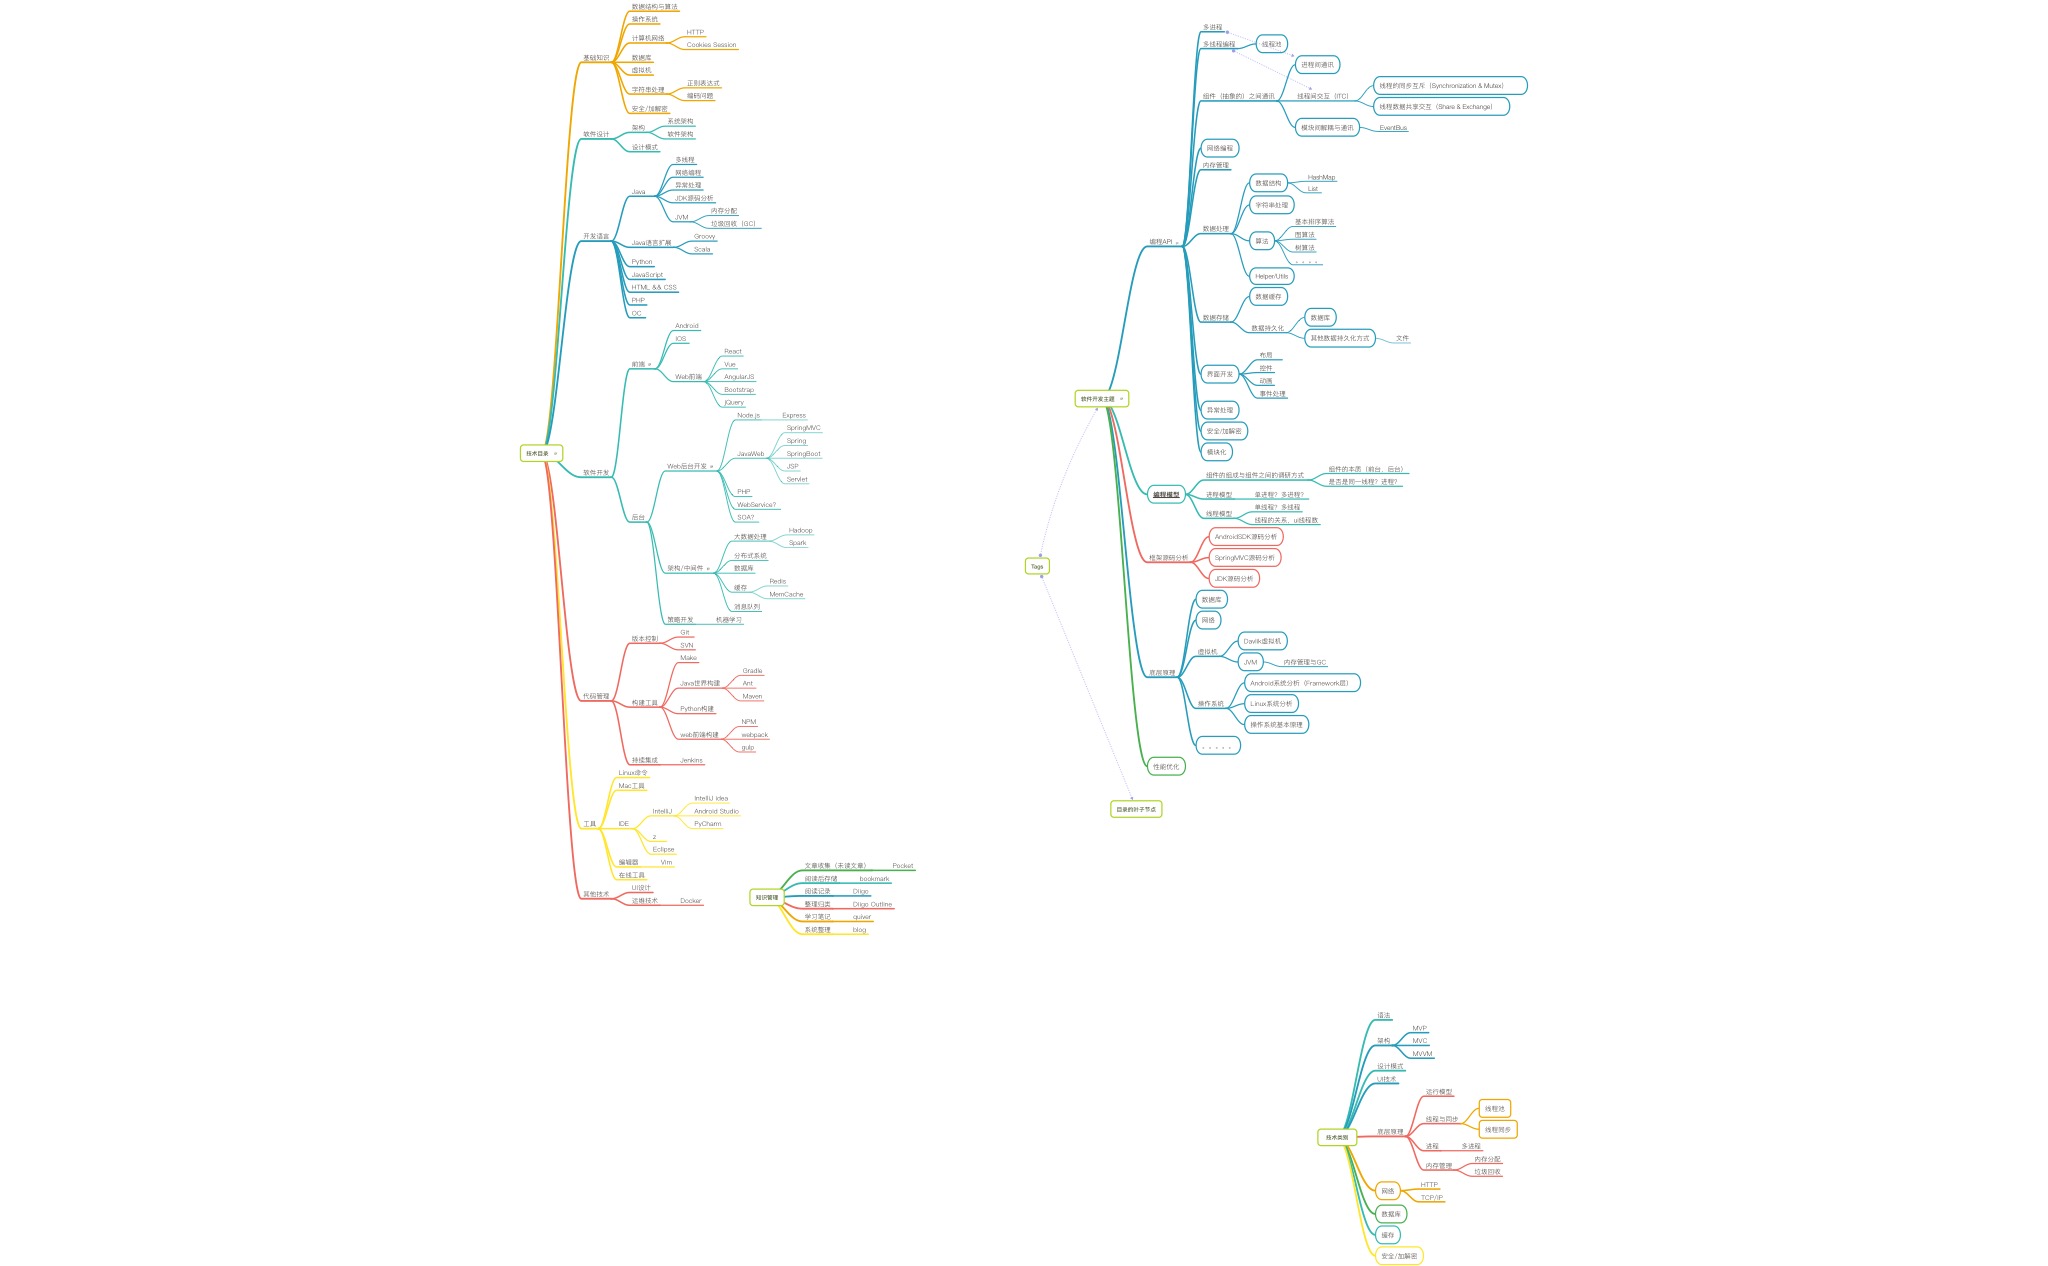 技术目录
基础知识
数据结构与算法
操作系统
计算机网络
HTTP
Cookies Session
数据库
虚拟机
字符串处理
正则表达式
编码问题
安全/加解密
软件设计
架构
系统架构
软件架构
设计模式
开发语言
Java
多线程
网络编程
异常处理
JDK源码分析
JVM
内存分配
垃圾回收（GC）
Java语言扩展
Groovy
Scala
Python
JavaScript
HTML && CSS
PHP
OC
软件开发
前端
Android
IOS
Web前端
React
Vue
AngularJS
Bootstrap
jQuery
后台
Web后台开发
Node.js
Express
JavaWeb
SpringMVC
Spring
SpringBoot
JSP
Servlet
PHP
WebService?
SOA?
架构/中间件
大数据处理
Hadoop
Spark
分布式系统
数据库
缓存
Redis
MemCache
消息队列
策略开发
机器学习
代码管理
版本控制
Git
SVN
构建工具
Make
Java世界构建
Gradle
Ant
Maven
Python构建
web前端构建
NPM
webpack
gulp
持续集成
Jenkins
工具
Linux命令
Mac工具
IDE
IntelliJ
IntelliJ idea
Android Studio
PyCharm
2
Eclipse
编辑器
Vim
在线工具
其他技术
UI设计
运维技术
Docker
知识管理
文章收集（未读文章）
Pocket
阅读后存储
bookmark
阅读记录
Diigo
整理归类
Diigo Outline
学习笔记
quiver
系统整理
blog
软件开发主题
编程API
多进程
多线程编程
线程池
组件（抽象的）之间通讯
进程间通讯
线程间交互（ITC）
线程的同步互斥（Synchronization & Mutex）
线程数据共享交互（Share & Exchange）
模块间解耦与通讯
EventBus
网络编程
内存管理
数据处理
数据结构
HashMap
List
字符串处理
算法
基本排序算法
图算法
树算法
。。。。
Helper/Utils
数据存储
数据缓存
数据持久化
数据库
其他数据持久化方式
文件
界面开发
布局
控件
动画
事件处理
异常处理
安全/加解密
模块化
编程模型
组件的组成与组件之间的调研方式
组件的本质（前台、后台）
是否是同一线程？进程？
进程模型
单进程？多进程？
线程模型
单线程？多线程
线程的关系、ui线程数
框架源码分析
AndroidSDK源码分析
SpringMVC源码分析
JDK源码分析
底层原理
数据库
网络
虚拟机
Davilk虚拟机
JVM
内存管理与GC
操作系统
Android系统分析（Framework层）
Linux系统分析
操作系统基本原理
。。。。。
性能优化
Tags
目录的叶子节点
技术类别
语法
架构
MVP
MVC
MVVM
设计模式
UI技术
底层原理
运行模型
线程与同步
线程池
线程同步
进程
多进程
内存管理
内存分配
垃圾回收
网络
HTTP
TCP/IP
数据库
缓存
安全/加解密